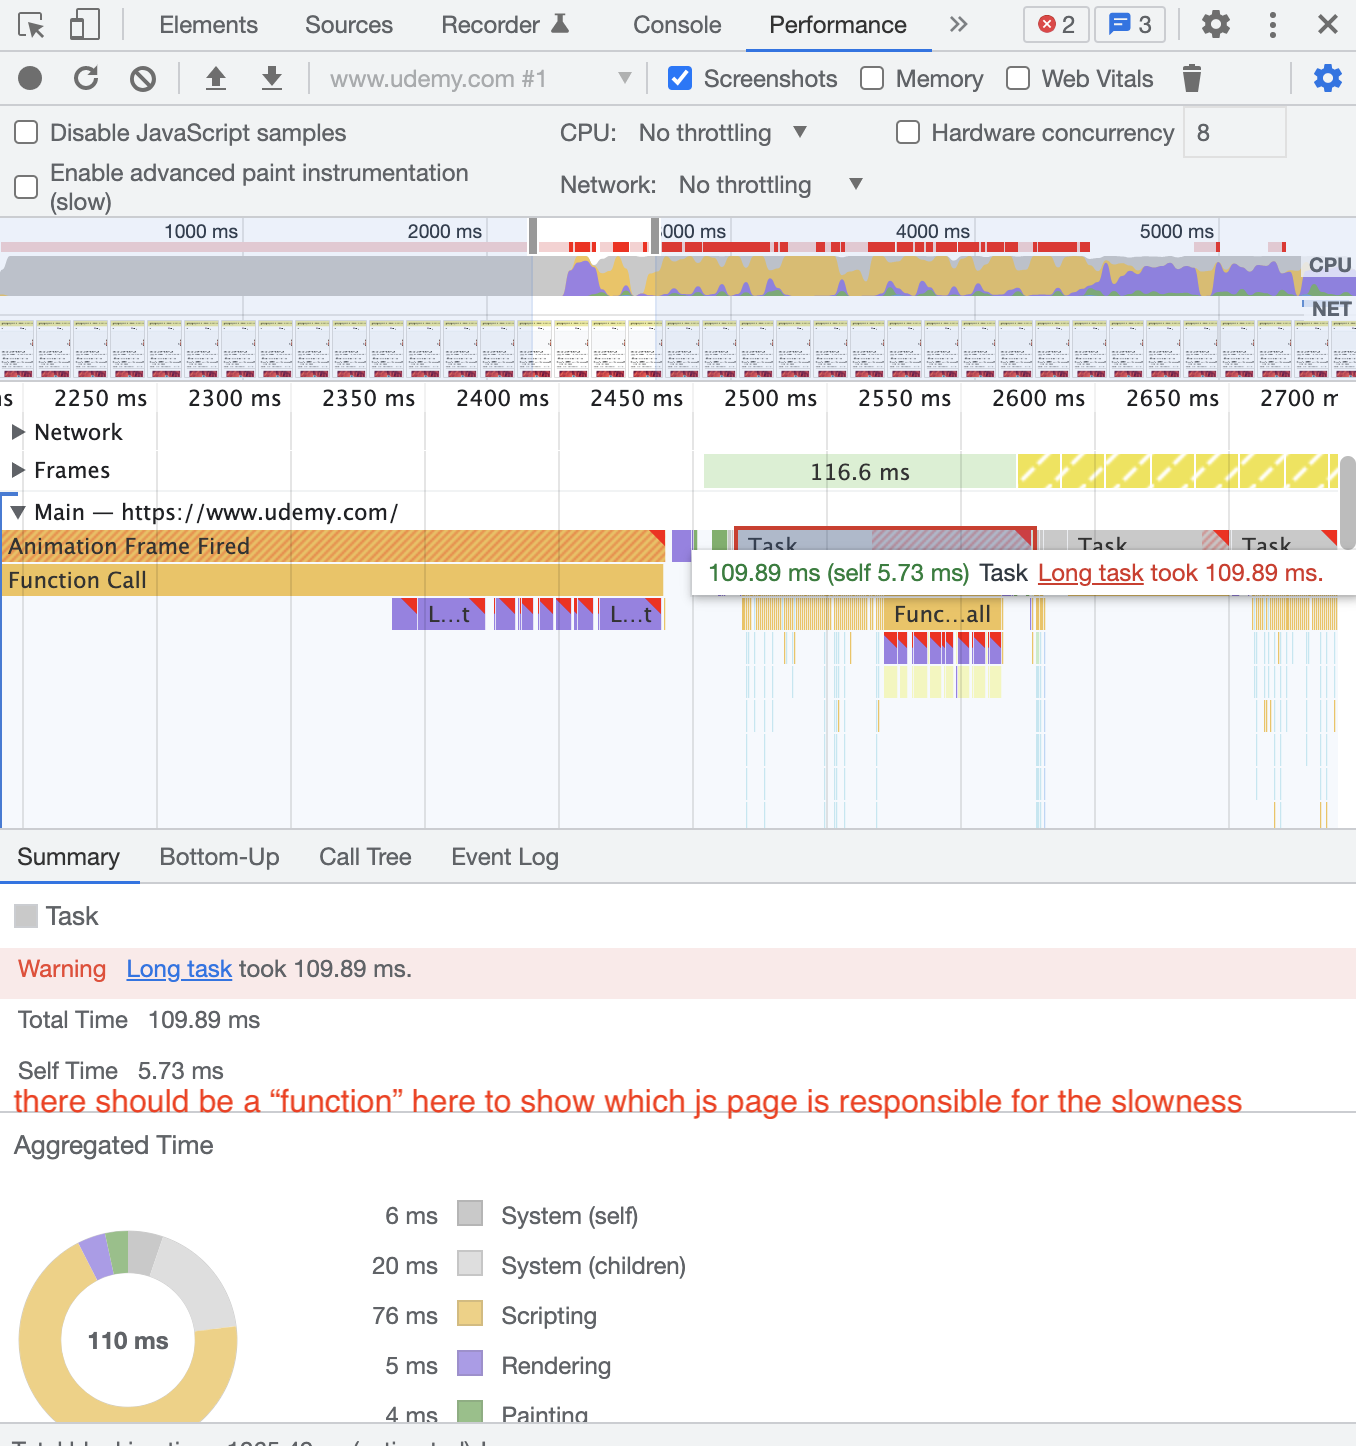 Elements Sources Recorder Console Performance 2 3
www.udemy.com #1 Screenshots Memory Web Vitals
Disable JavaScript samples CPU: No throttling Hardware concurrency 8
Enable advanced paint instrumentation (slow) Network: No throttling
1000 ms 2000 ms 000 ms 4000 ms 5000 ms
CPU
NET
s 2250 ms 2300 ms 2350 ms 2400 ms 2450 ms 2500 ms 2550 ms 2600 ms 2650 ms 2700 m
Network
Frames 116.6 ms
Main — https://www.udemy.com/
Animation Frame Fired Task Task Task
109.89 ms (self 5.73 ms) Task Long task took 109.89 ms.
Function Call
L...t L...t Func...all
Summary Bottom-Up Call Tree Event Log
Task
Warning Long task took 109.89 ms.
Total Time 109.89 ms
Self Time 5.73 ms
there should be a “function” here to show which js page is responsible for the slowness
Aggregated Time
6 ms System (self)
20 ms System (children)
76 ms Scripting
110 ms
5 ms Rendering
4 ms Painting